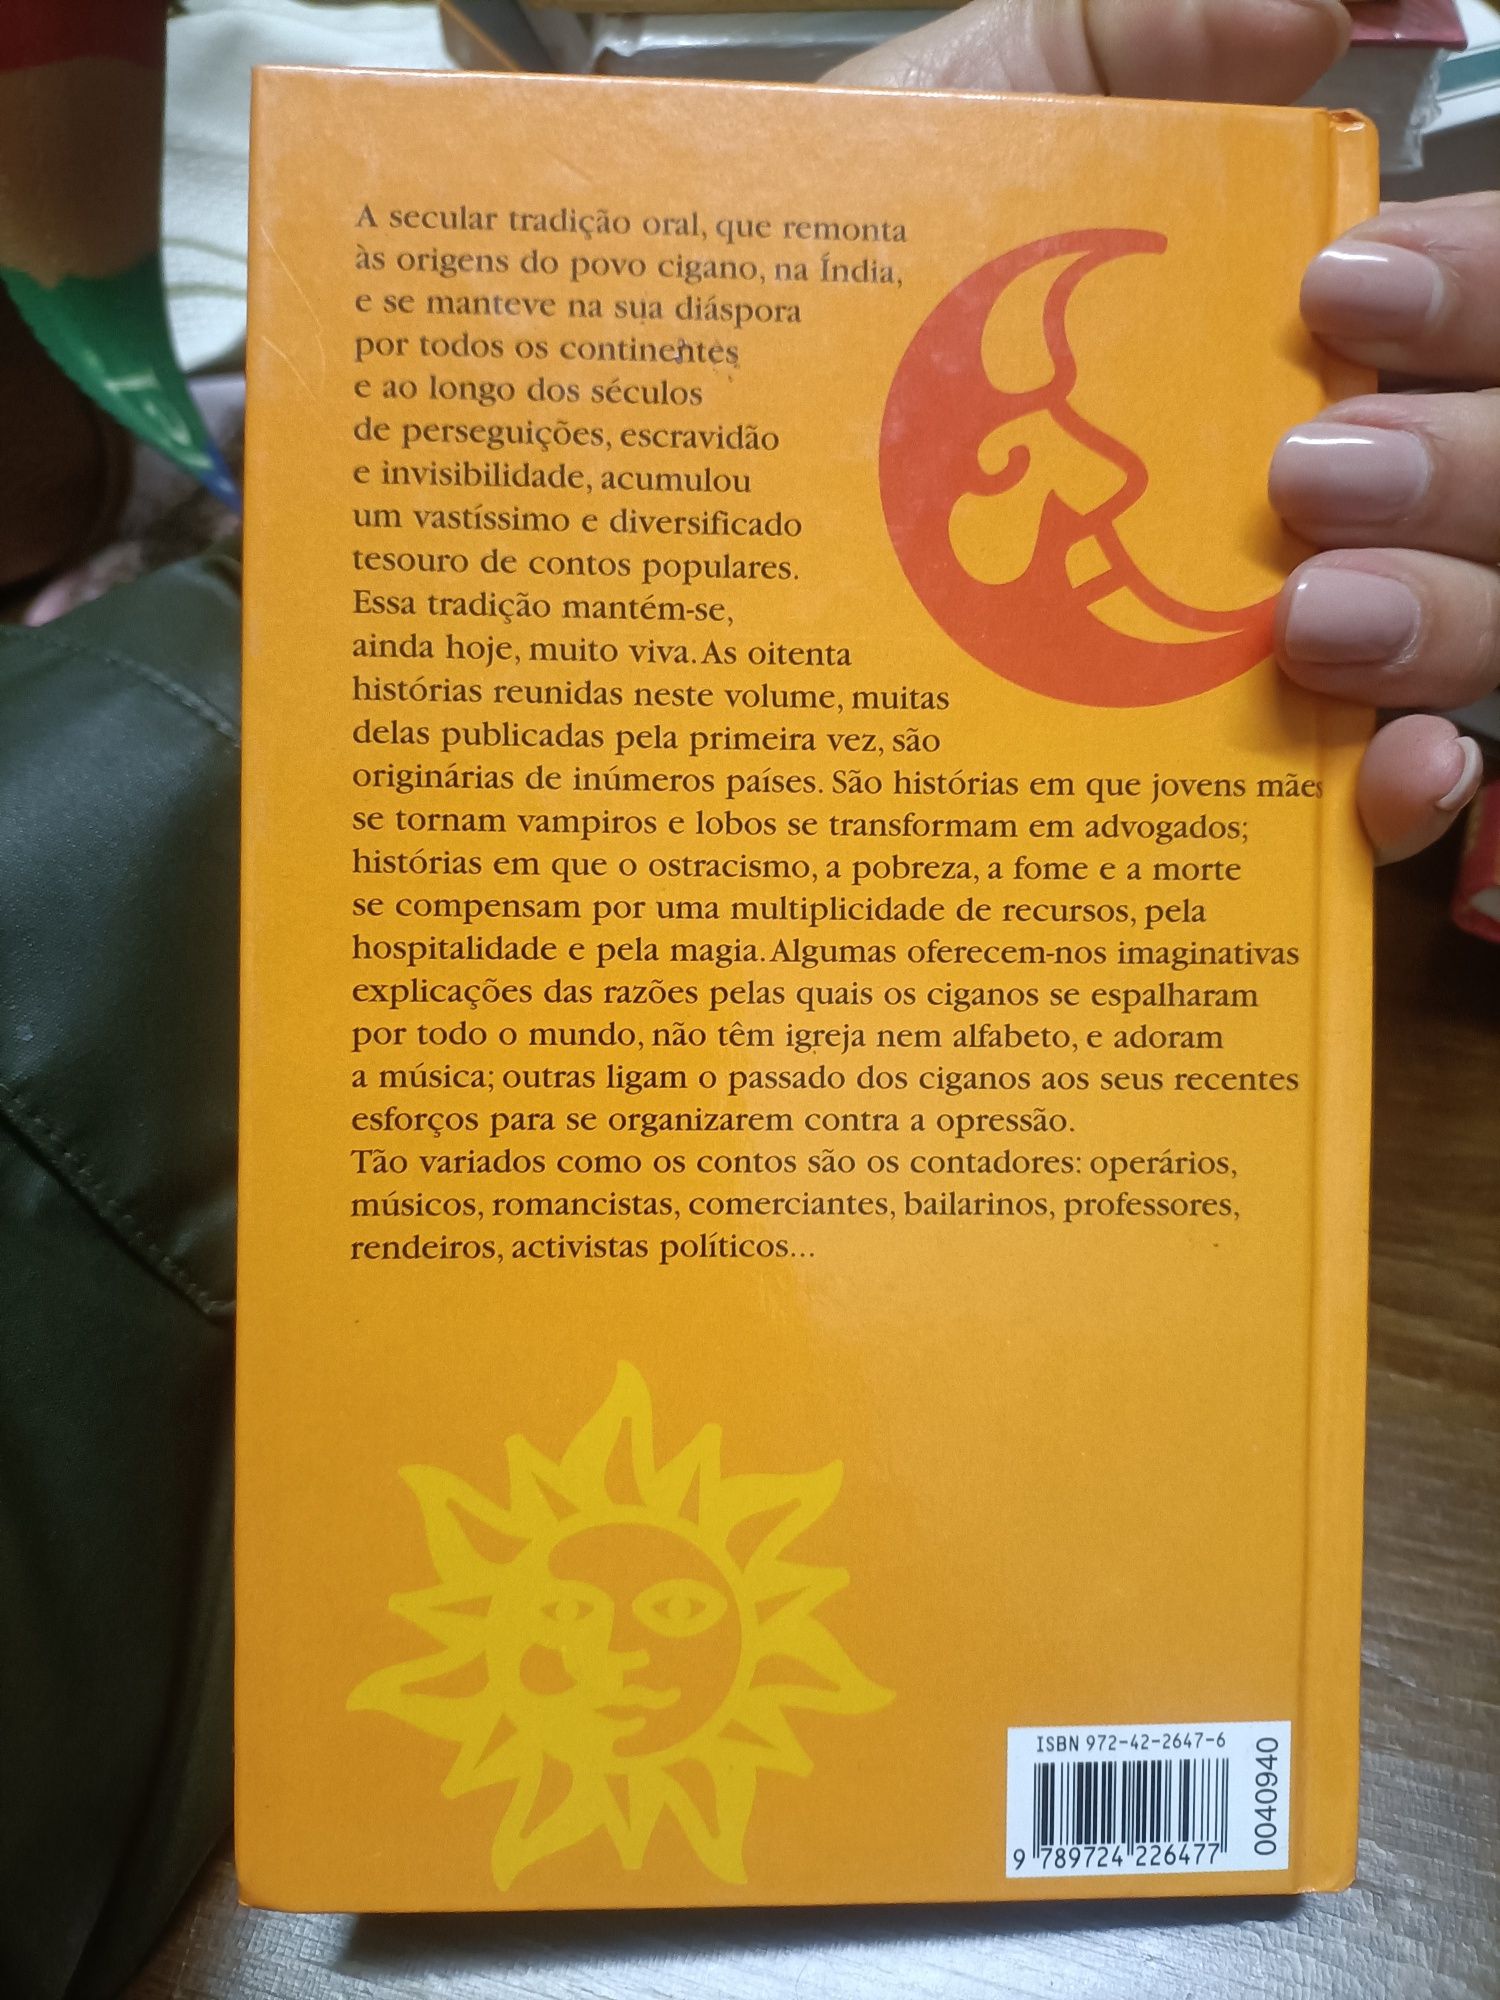 A secular tradição oral, que remonta
às origens do povo cigano, na Índia,
e se manteve na sua diáspora
por todos os continentes
e ao longo dos séculos
de perseguições, escravidão
e invisibilidade, acumulou
um vastíssimo e diversificado
tesouro de contos populares.
Essa tradição mantém-se,
ainda hoje, muito viva. As oitenta
histórias reunidas neste volume, muitas
delas publicadas pela primeira vez, são
originárias de inúmeros países. São histórias em que jovens mães
se tornam vampiros e lobos se transformam em advogados;
histórias em que o ostracismo, a pobreza, a fome e a morte
se compensam por uma multiplicidade de recursos, pela
hospitalidade e pela magia. Algumas oferecem-nos imaginativas
explicações das razões pelas quais os ciganos se espalharam
por todo o mundo, não têm igreja nem alfabeto, e adoram
a música; outras ligam o passado dos ciganos aos seus recentes
esforços para se organizarem contra a opressão.
Tão variados como os contos são os contadores: operários,
músicos, romancistas, comerciantes, bailarinos, professores,
rendeiros, activistas políticos...
ISBN 972-42-2647-6
9 789724 226477
0040940